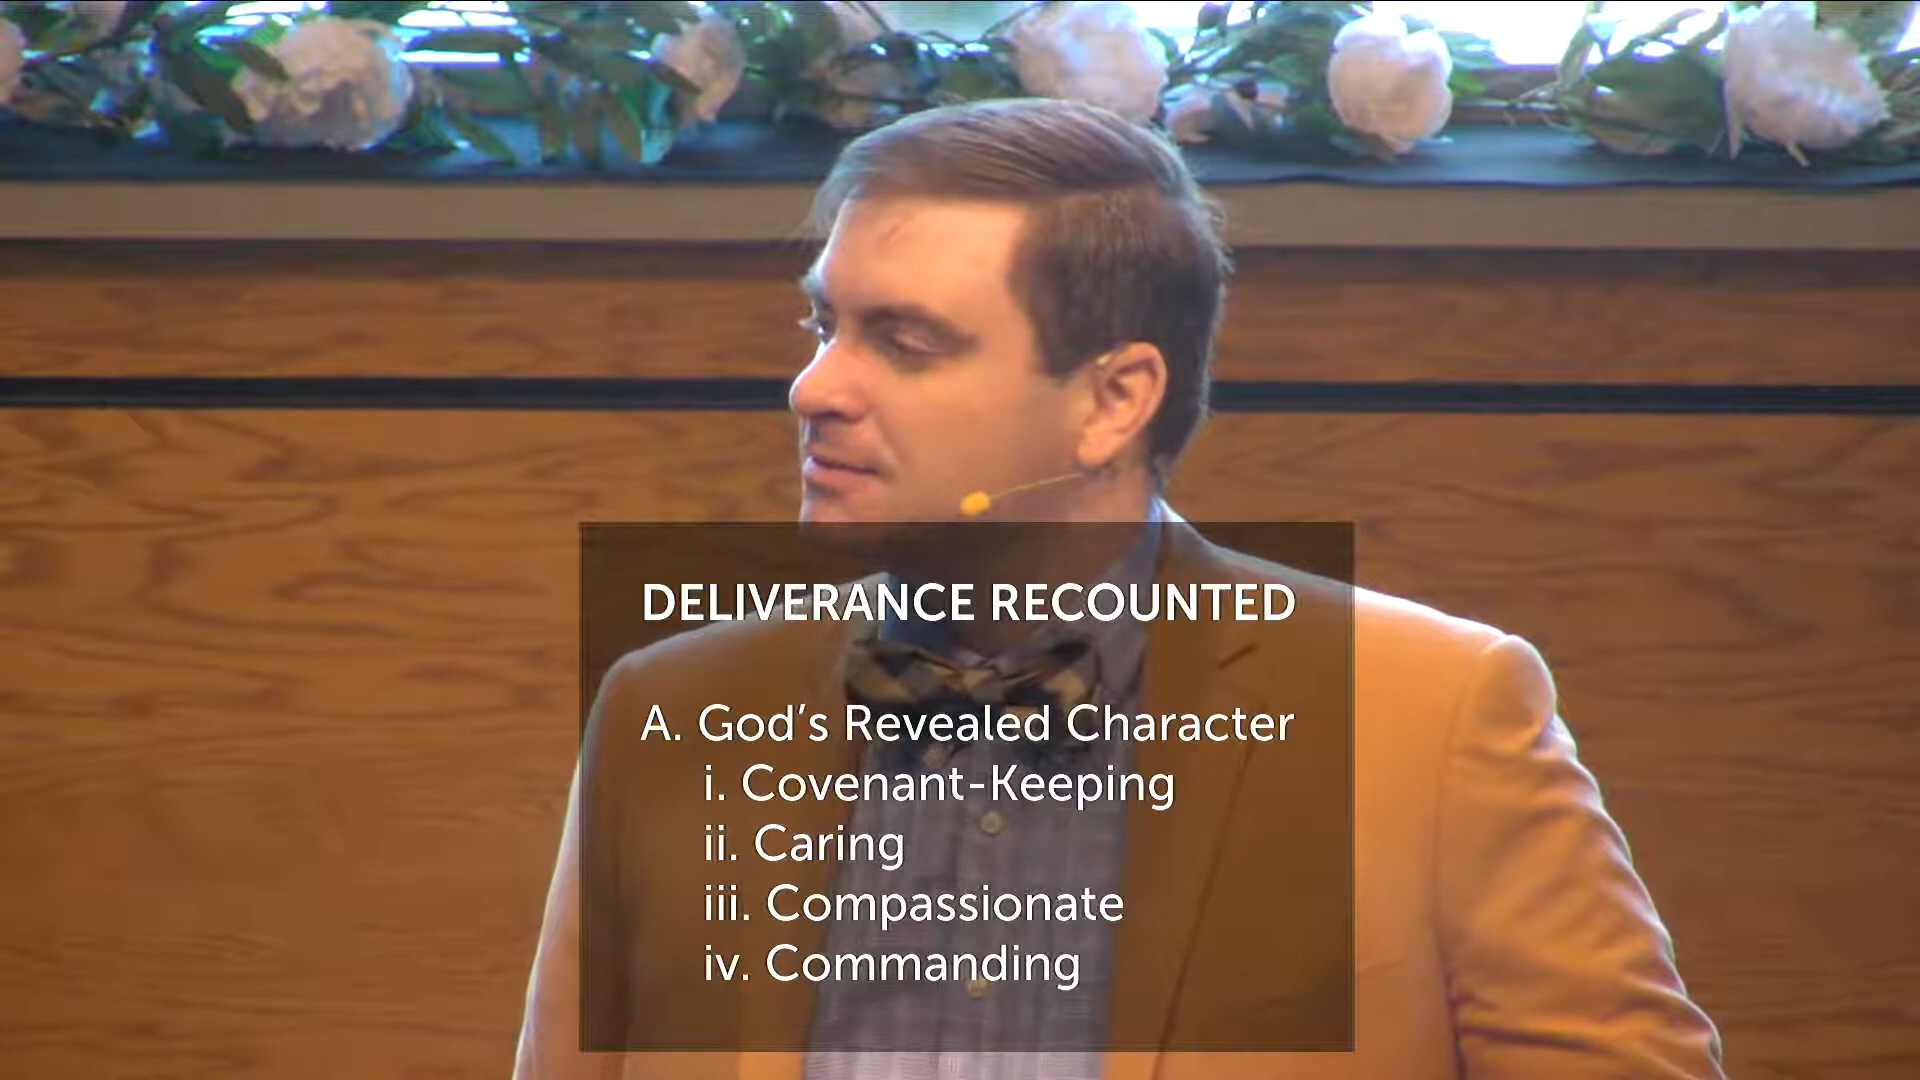 DELIVERANCE RECOUNTED
A. God's Revealed Character
i. Covenant-Keeping
ii. Caring
iii. Compassionate
iv. Commanding